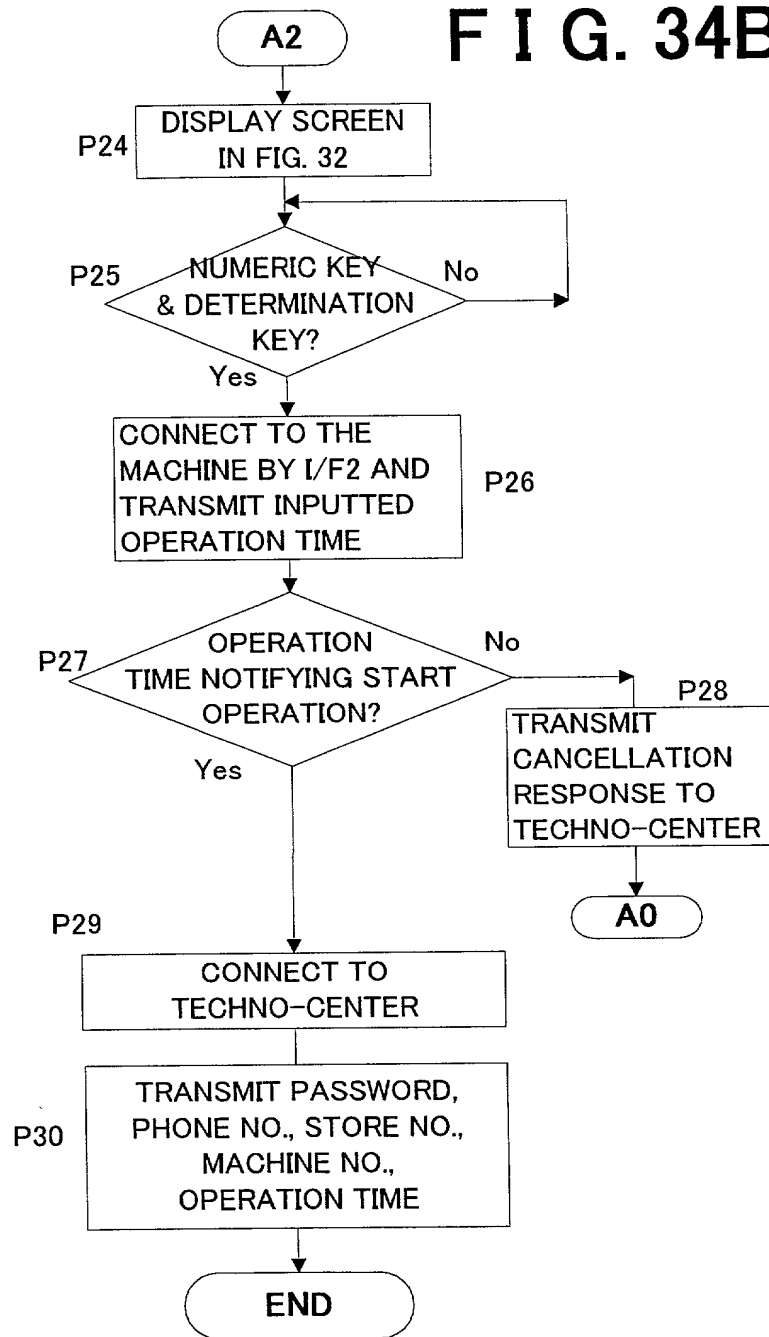 F I G. 34B
A2
P24
DISPLAY SCREEN
IN FIG. 32
P25
NUMERIC KEY
& DETERMINATION
KEY?
No
Yes
CONNECT TO THE
MACHINE BY I/F2 AND
TRANSMIT INPUTTED
OPERATION TIME
P26
P27
OPERATION
TIME NOTIFYING START
OPERATION?
No
Yes
P28
TRANSMIT
CANCELLATION
RESPONSE TO
TECHNO-CENTER
A0
P29
CONNECT TO
TECHNO-CENTER
P30
TRANSMIT PASSWORD,
PHONE NO., STORE NO.,
MACHINE NO.,
OPERATION TIME
END